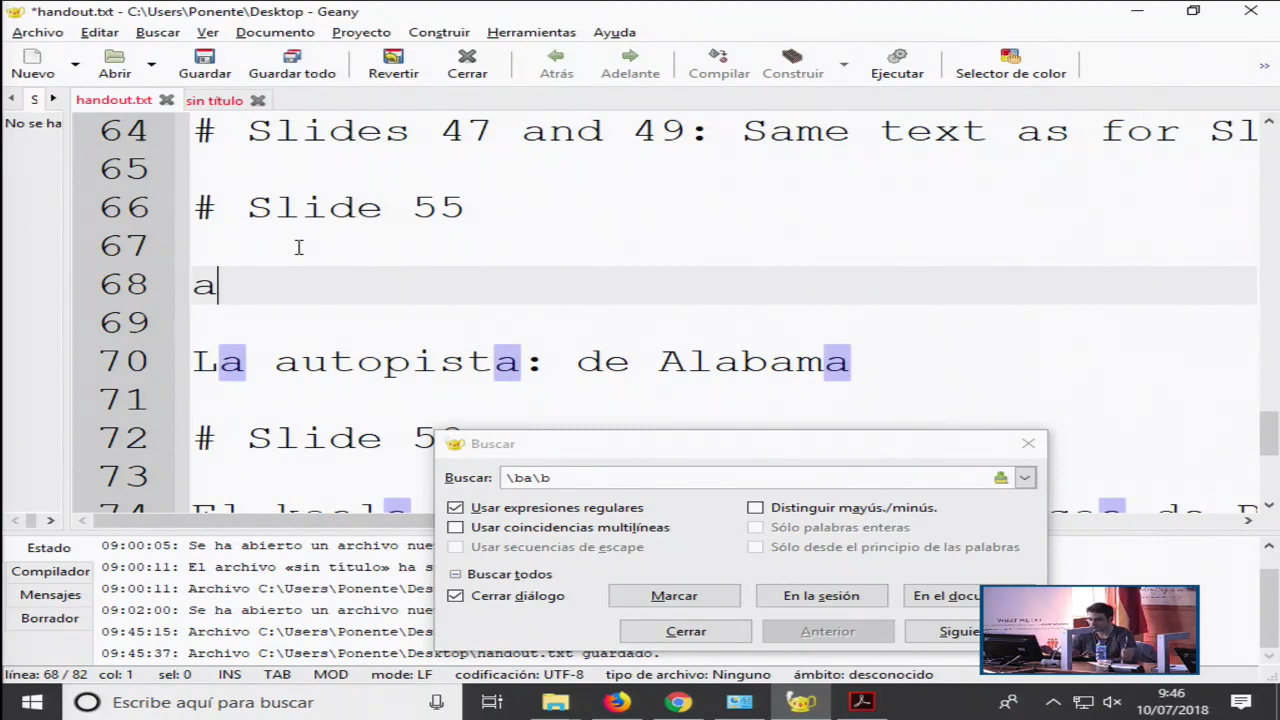 *handout.txt - C:\Users\Ponente\Desktop - Geany
Archivo Editar Buscar Ver Documento Proyecto Construir Herramientas Ayuda
Nuevo Abrir Guardar Guardar todo Revertir Cerrar Atrás Adelante Compilar Construir Ejecutar Selector de color
S handout.txt sin título
No se ha
64 # Slides 47 and 49: Same text as for Sl
65
66 # Slide 55
67
68 a
69
70 La autopista: de Alabama
71
72 # Slide 5
73
74
Buscar
Buscar: \ba\b
Usar expresiones regulares Distinguir mayús./minús.
Usar coincidencias multilíneas Sólo palabras enteras
Usar secuencias de escape Sólo desde el principio de las palabras
Buscar todos
Cerrar diálogo Marcar En la sesión En el docu
Cerrar Anterior Siguie
Estado
Compilador
Mensajes
Borrador
09:00:05: Se ha abierto un archivo nue
09:00:11: El archivo «sin título» ha s
09:00:11: Archivo C:\Users\Ponente\Des
09:02:00: Se ha abierto un archivo nue
09:45:15: Archivo C:\Users\Ponente\Des
09:45:37: Archivo C:\Users\Ponente\Desktop\handout.txt guardado.
línea: 68 / 82 col: 1 sel: 0 INS TAB MOD mode: LF codificación: UTF-8 tipo de archivo: Ninguno ámbito: desconocido
Escribe aquí para buscar
9:46
10/07/2018